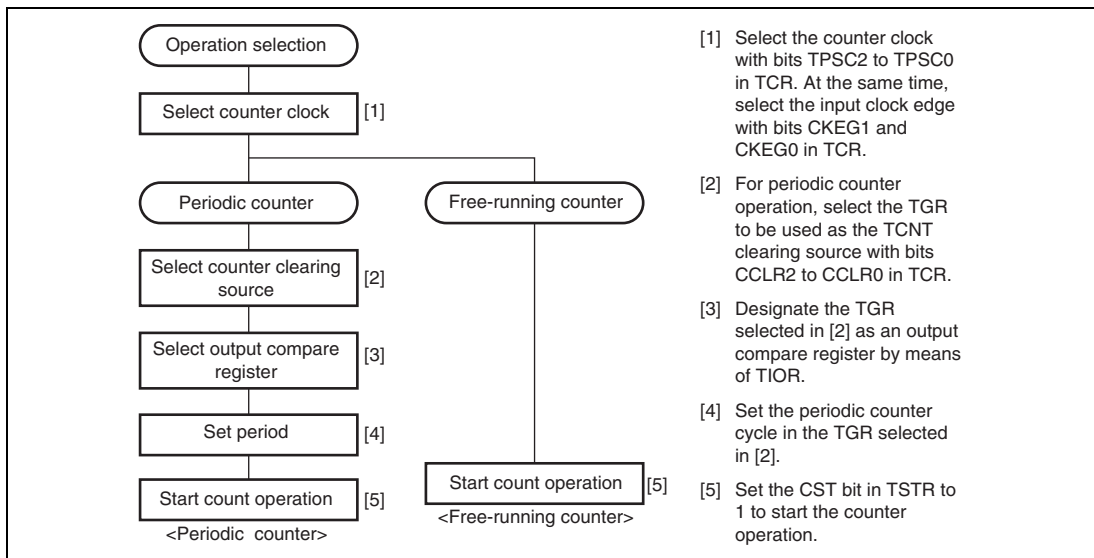 Operation selection
Select counter clock
[1]
Periodic counter
Free-running counter
Select counter clearing
source
[2]
Select output compare
register
[3]
Set period
[4]
Start count operation
[5]
<Periodic counter>
Start count operation
[5]
<Free-running counter>
[1] Select the counter clock
with bits TPSC2 to TPSC0
in TCR. At the same time,
select the input clock edge
with bits CKEG1 and
CKEG0 in TCR.
[2] For periodic counter
operation, select the TGR
to be used as the TCNT
clearing source with bits
CCLR2 to CCLR0 in TCR.
[3] Designate the TGR
selected in [2] as an output
compare register by means
of TIOR.
[4] Set the periodic counter
cycle in the TGR selected
in [2].
[5] Set the CST bit in TSTR to
1 to start the counter
operation.